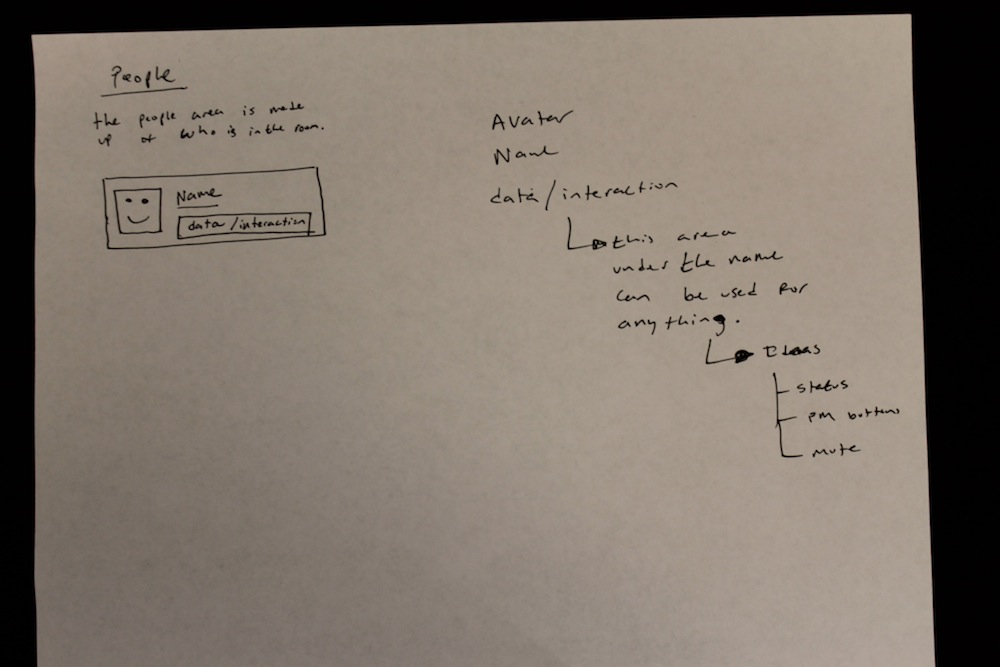 People
the people area is made
up of who is in the room.
Name
data/interaction
Avatar
Name
data/interaction
this area
under the name
can be used for
anything.
Ideas
status
PM buttons
Mute